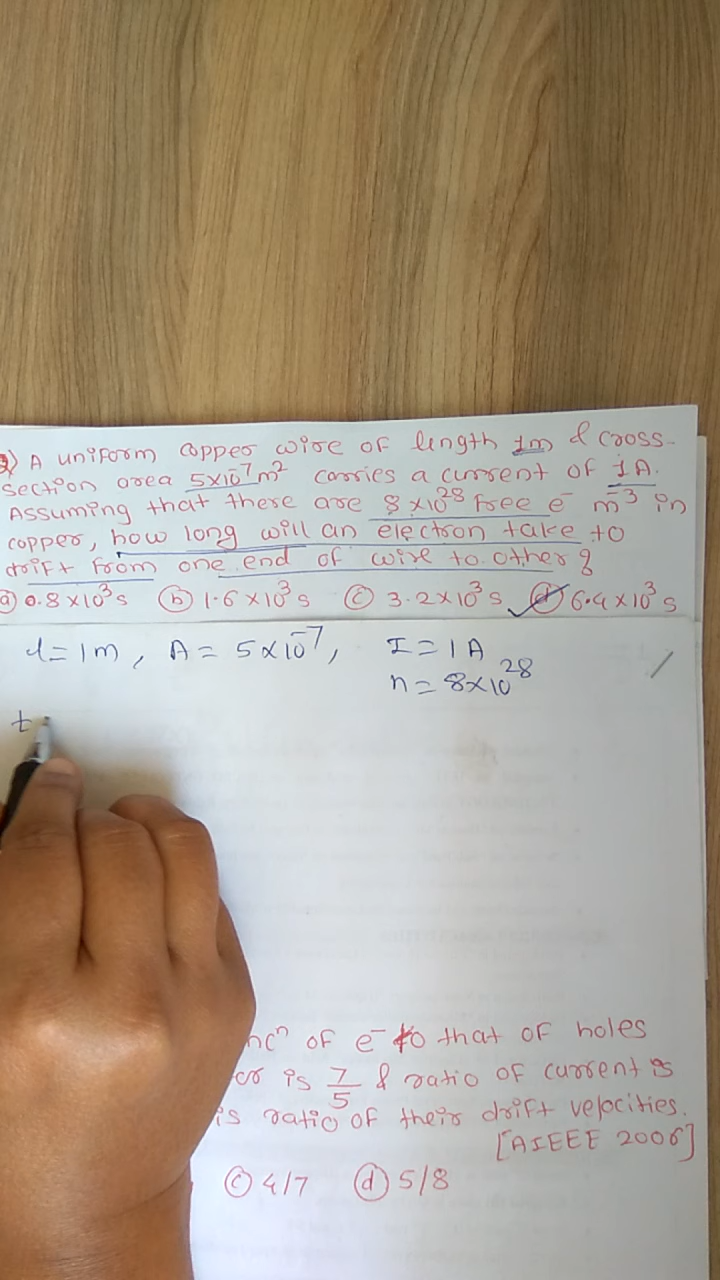 A uniform copper wire of length 1m & cross-
section area 5×10⁻⁷m² carries a current of 1A.
Assuming that there are 8×10²⁸ free e⁻ m⁻³ in
copper, how long will an electron take to
drift from one end of wire to other?
a) 0.8×10³s (b) 1.6×10³s (c) 3.2×10³s (d) 6.4×10³s
l=1m, A=5×10⁻⁷, I=1A
n=8×10²⁸
t
ncⁿ of e⁻ to that of holes
is 7/5 & ratio of current is
is ratio of their drift velocities.
[AIEEE 2006]
(c) 4/7 (d) 5/8